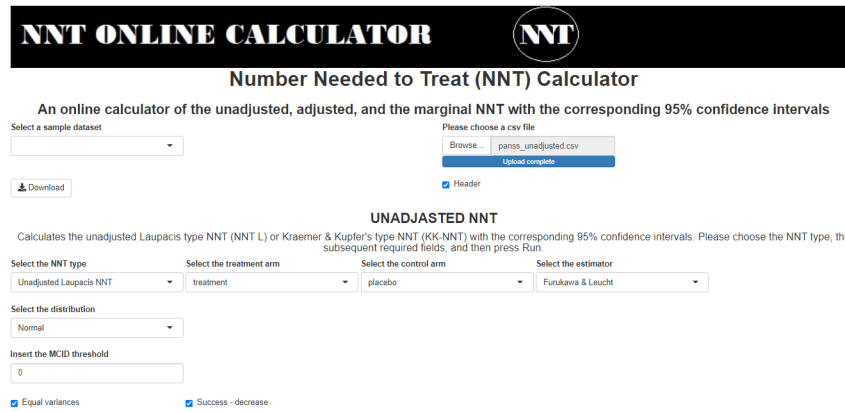 NNT ONLINE CALCULATOR
NNT
Number Needed to Treat (NNT) Calculator
An online calculator of the unadjusted, adjusted, and the marginal NNT with the corresponding 95% confidence intervals
Select a sample dataset
Please choose a csv file
Browse... panss_unadjusted.csv
Upload complete
Download
Header
UNADJASTED NNT
Calculates the unadjusted Laupacis type NNT (NNT L) or Kraemer & Kupfer's type NNT (KK-NNT) with the corresponding 95% confidence intervals. Please choose the NNT type, th
subsequent required fields, and then press Run.
Select the NNT type Select the treatment arm Select the control arm Select the estimator
Unadjusted Laupacis NNT treatment placebo Furukawa & Leucht
Select the distribution
Normal
Insert the MCID threshold
0
Equal variances Success - decrease